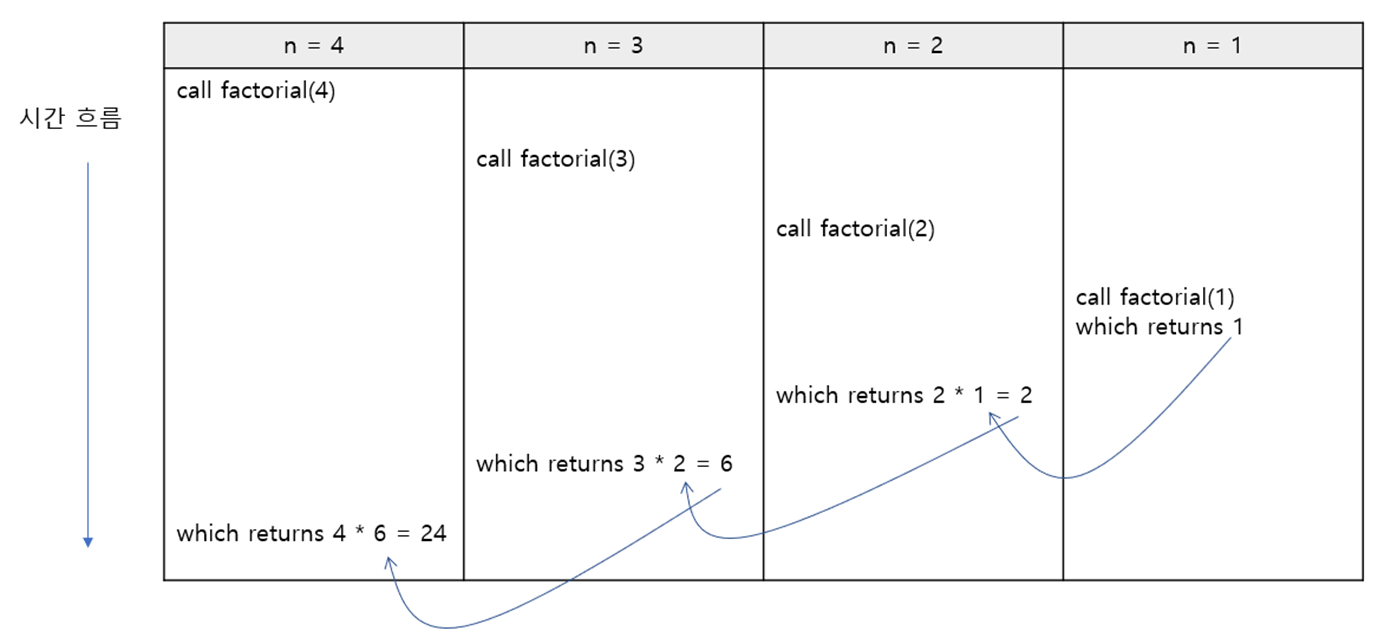 n = 4
n = 3
n = 2
n = 1
시간 흐름
call factorial(4)
call factorial(3)
call factorial(2)
call factorial(1)
which returns 1
which returns 2 * 1 = 2
which returns 3 * 2 = 6
which returns 4 * 6 = 24